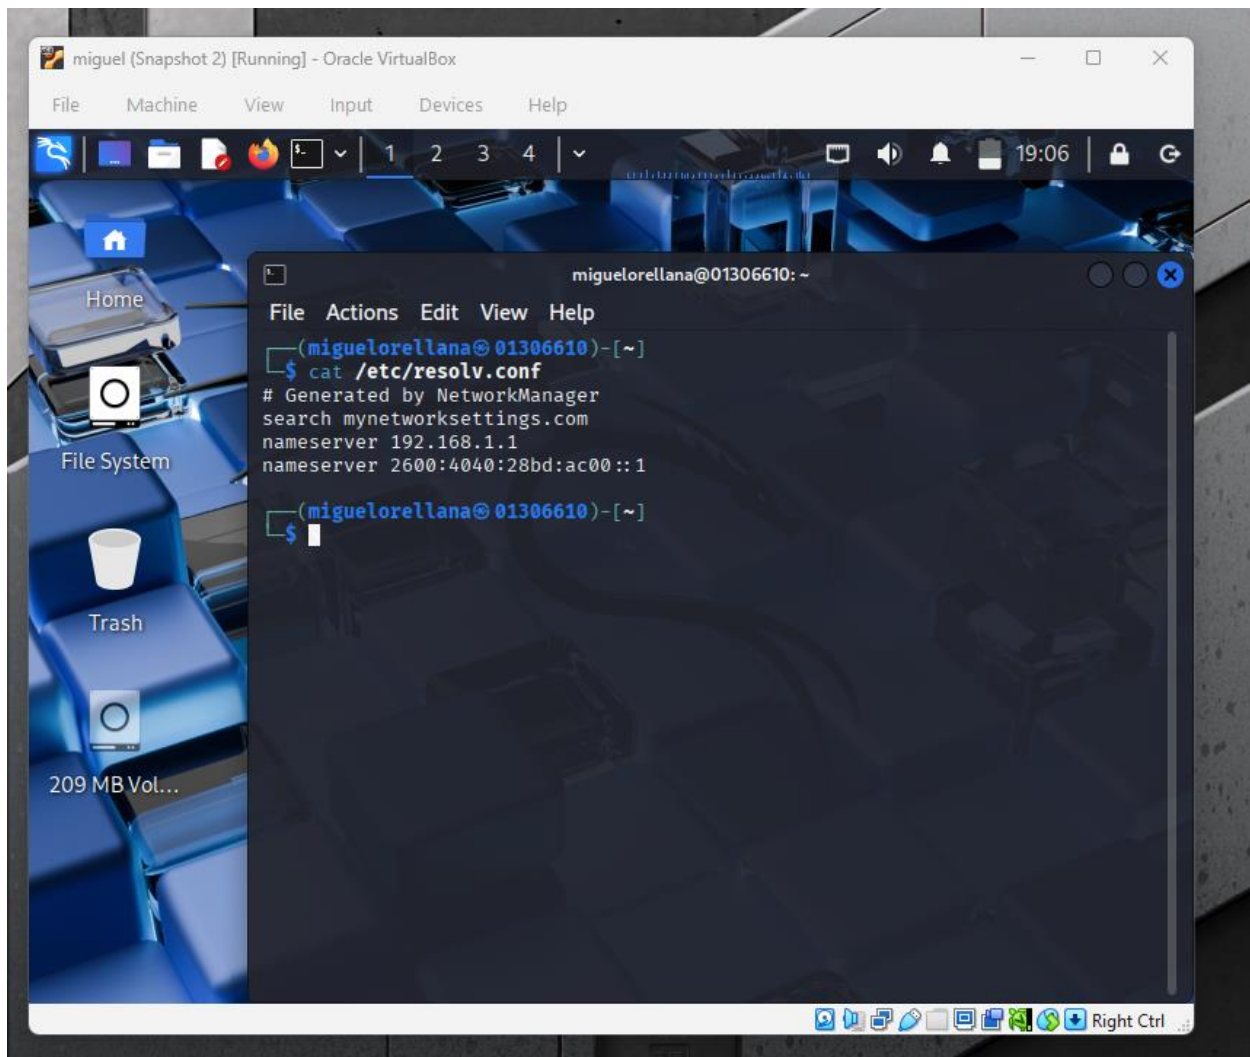 miguel (Snapshot 2) [Running] - Oracle VirtualBox
File Machine View Input Devices Help
1 2 3 4 19:06
Home
File System
Trash
209 MB Vol...
miguelorellana@01306610: ~
File Actions Edit View Help
┌──(miguelorellana㉿01306610)-[~]
└─$ cat /etc/resolv.conf
# Generated by NetworkManager
search mynetworksettings.com
nameserver 192.168.1.1
nameserver 2600:4040:28bd:ac00::1
┌──(miguelorellana㉿01306610)-[~]
└─$
Right Ctrl